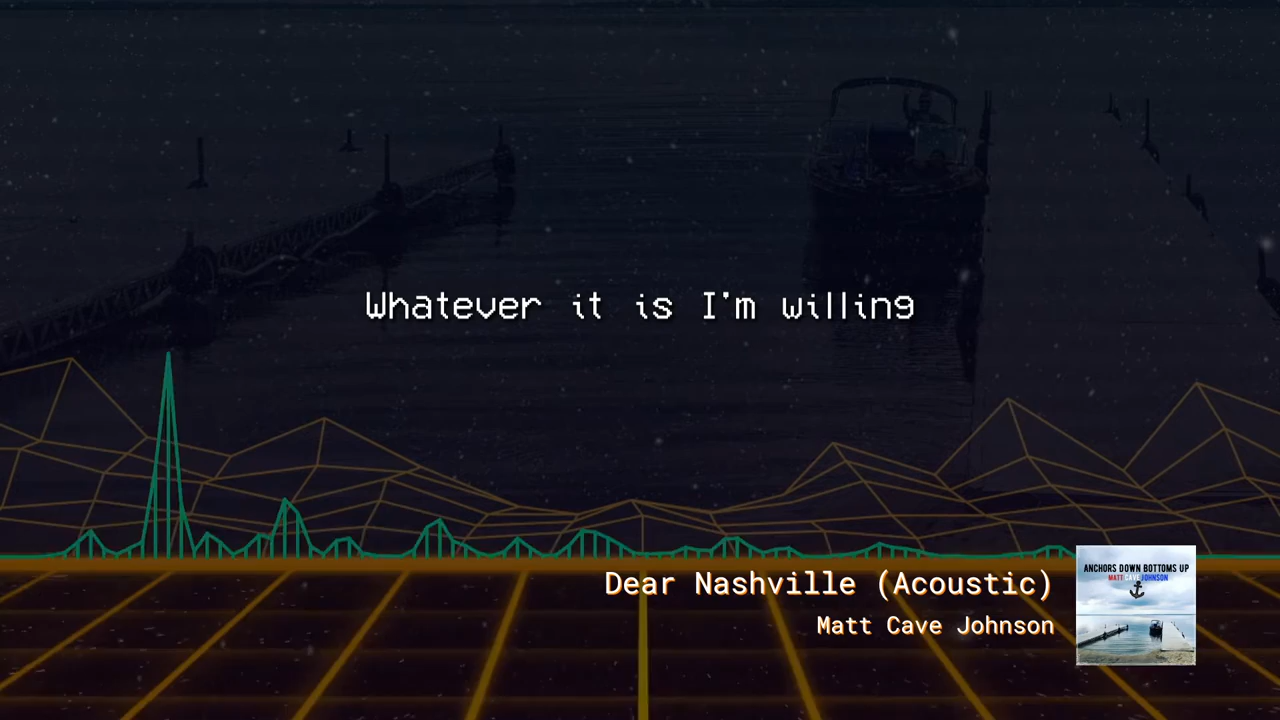 Whatever it is I'm willing
Dear Nashville (Acoustic)
Matt Cave Johnson
ANCHORS DOWN BOTTOMS UP
MATT CAVE JOHNSON